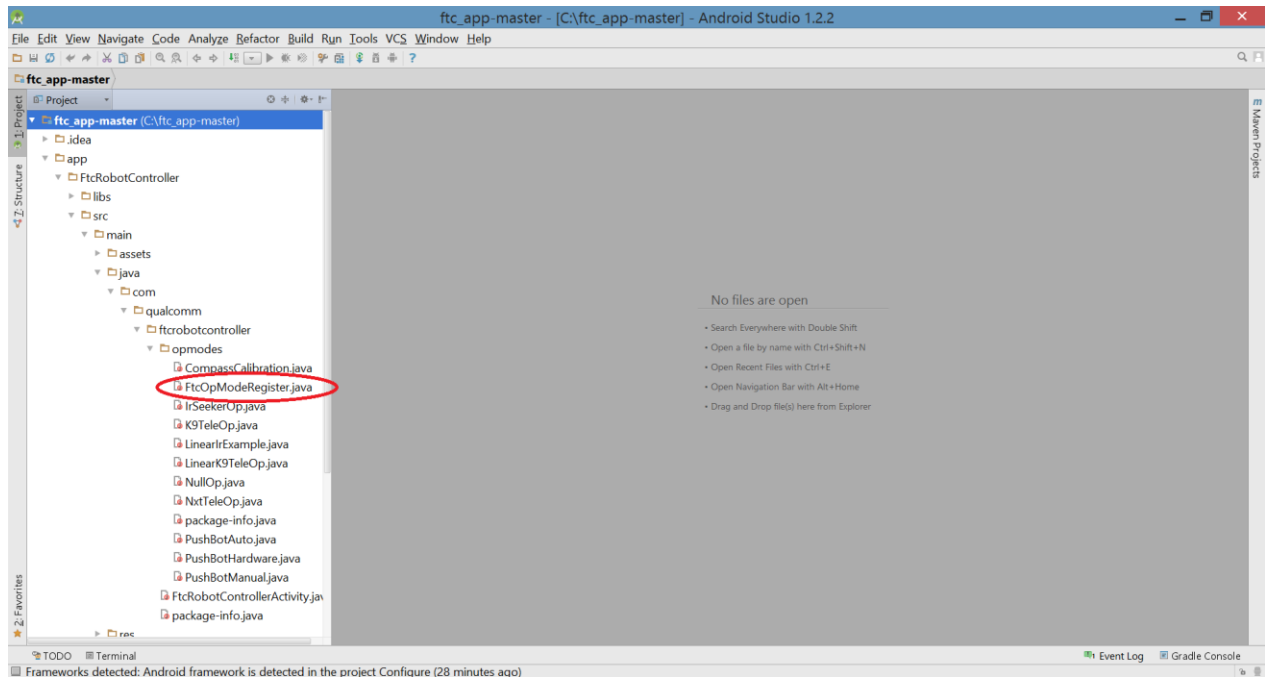 ftc_app-master - [C:\ftc_app-master] - Android Studio 1.2.2
File Edit View Navigate Code Analyze Refactor Build Run Tools VCS Window Help
ftc_app-master
Project
ftc_app-master (C:\ftc_app-master)
.idea
app
FtcRobotController
libs
src
main
assets
java
com
qualcomm
ftcrobotcontroller
opmodes
CompassCalibration.java
FtcOpModeRegister.java
IrSeekerOp.java
K9TeleOp.java
LinearIrExample.java
LinearK9TeleOp.java
NullOp.java
NxtTeleOp.java
package-info.java
PushBotAuto.java
PushBotHardware.java
PushBotManual.java
FtcRobotControllerActivity.jav
package-info.java
res
1: Project
7: Structure
2: Favorites
No files are open
• Search Everywhere with Double Shift
• Open a file by name with Ctrl+Shift+N
• Open Recent Files with Ctrl+E
• Open Navigation Bar with Alt+Home
• Drag and Drop file(s) here from Explorer
m Maven Projects
TODO Terminal
Event Log Gradle Console
Frameworks detected: Android framework is detected in the project Configure (28 minutes ago)